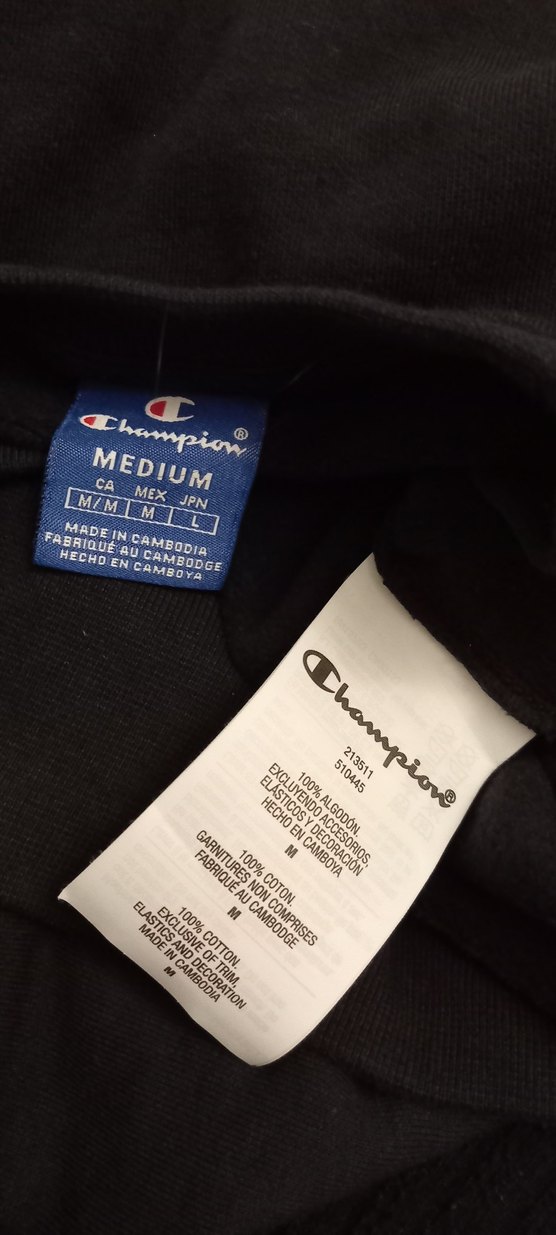 Champion®
MEDIUM
CA MEX JPN
M/M M L
MADE IN CAMBODIA
FABRIQUÉ AU CAMBODGE
HECHO EN CAMBOYA
Champion®
213511
510445
100% ALGODÓN.
EXCLUYENDO ACCESORIOS,
ELÁSTICOS Y DECORACIÓN
HECHO EN CAMBOYA
M
100% COTON.
GARNITURES NON COMPRISES
FABRIQUÉ AU CAMBODGE
M
100% COTTON.
EXCLUSIVE OF TRIM,
ELASTICS AND DECORATION
MADE IN CAMBODIA
M